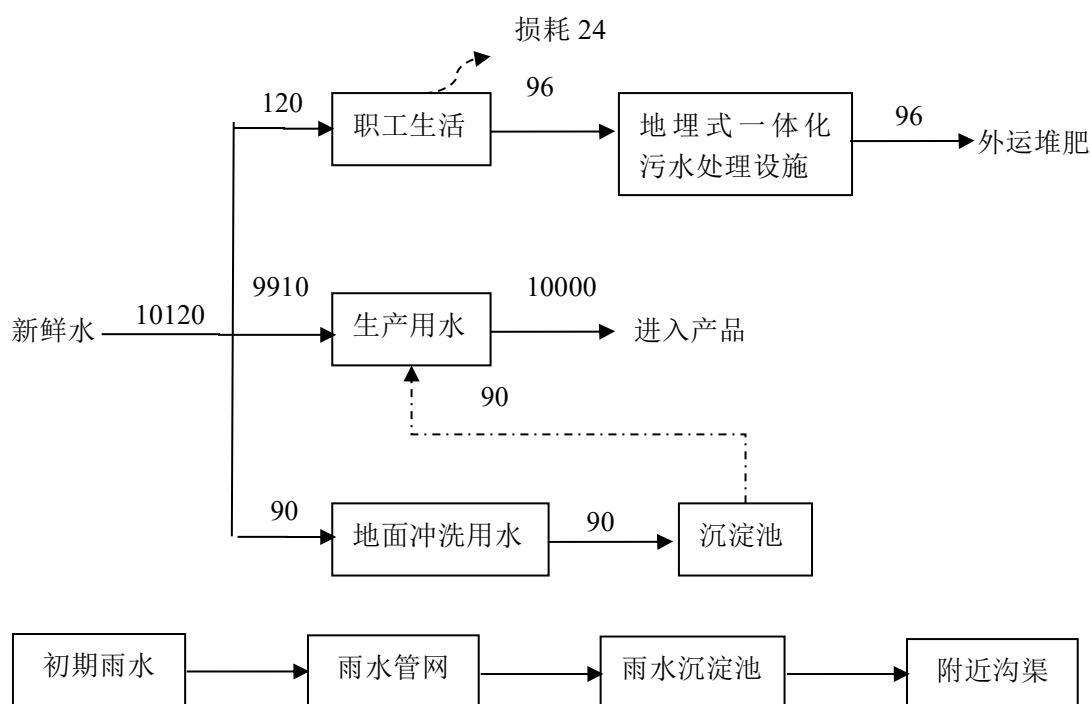 损耗 24
120
职工生活
96
地埋式一体化
污水处理设施
96
外运堆肥
新鲜水
10120
9910
生产用水
10000
进入产品
90
90
地面冲洗用水
90
沉淀池
初期雨水
雨水管网
雨水沉淀池
附近沟渠